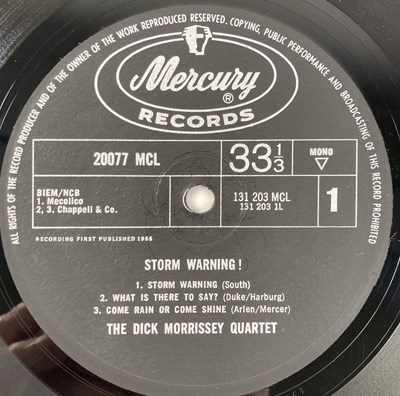 ALL RIGHTS OF THE RECORD PRODUCER AND OF THE OWNER OF THE WORK REPRODUCED RESERVED. COPYING, PUBLIC PERFORMANCE AND BROADCASTING OF THIS RECORD PROHIBITED
Mercury ®
RECORDS
20077 MCL
33⅓
MONO
BIEM/NCB
1. Mecolico
2, 3. Chappell & Co.
131 203 MCL
131 203 1L
1
RECORDING FIRST PUBLISHED 1965
STORM WARNING!
1. STORM WARNING (South)
2. WHAT IS THERE TO SAY? (Duke/Harburg)
3. COME RAIN OR COME SHINE (Arlen/Mercer)
THE DICK MORRISSEY QUARTET